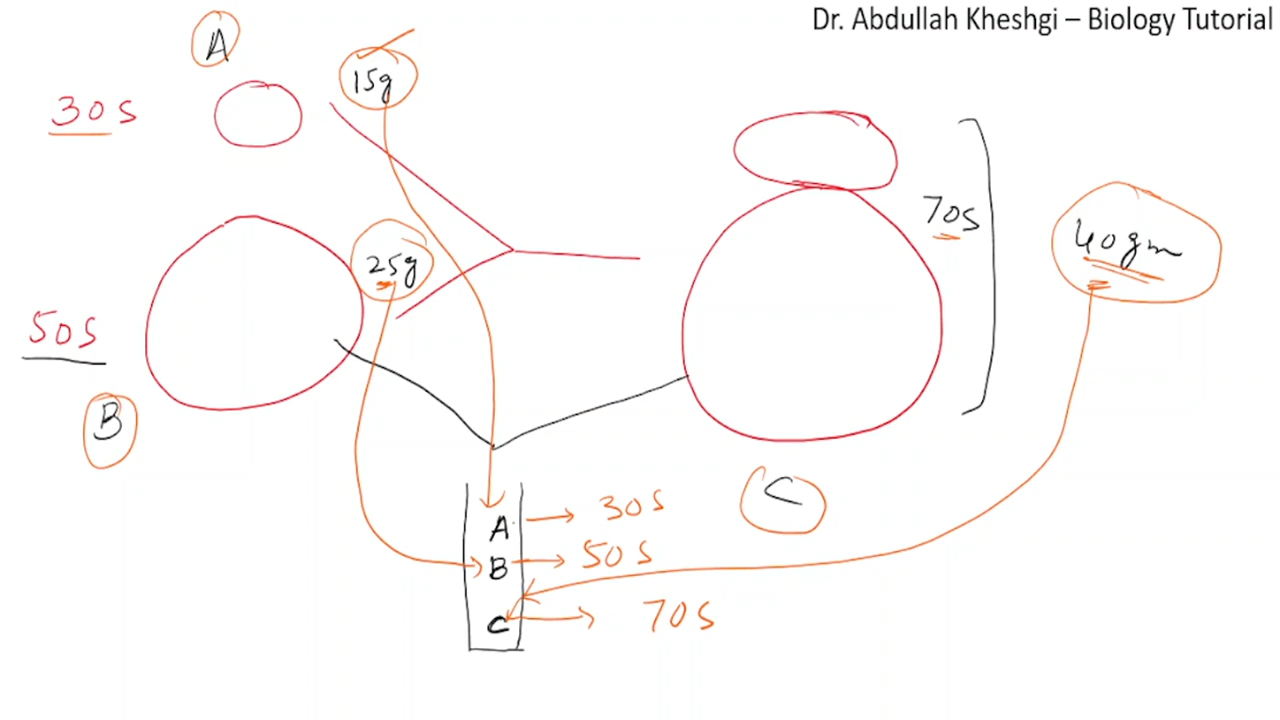 Dr. Abdullah Kheshgi – Biology Tutorial
A
15g
30S
70S
40gm
25g
50S
B
C
A → 30S
B → 50S
C → 70S